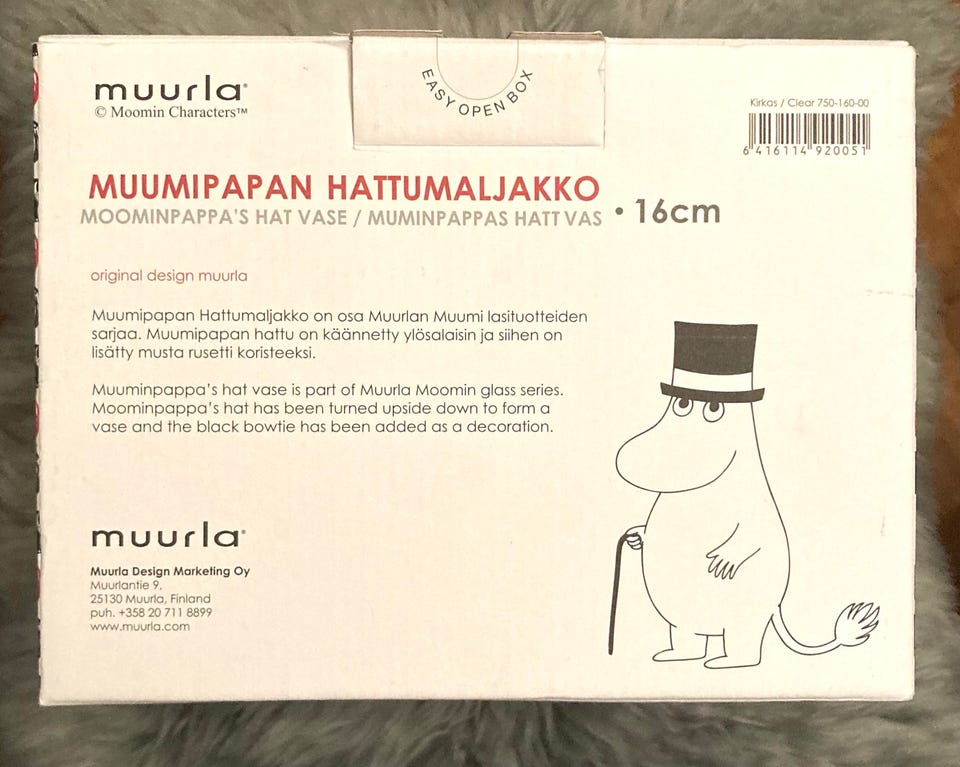 EASY OPEN BOX
muurla®
© Moomin Characters™
Kirkas / Clear 750-160-00
6 416114 920051
MUUMIPAPAN HATTUMALJAKKO
MOOMINPAPPA'S HAT VASE / MUMINPAPPAS HATT VAS • 16cm
original design muurla
Muumipapan Hattumaljakko on osa Muurlan Muumi lasituotteiden
sarjaa. Muumipapan hattu on käännetty ylösalaisin ja siihen on
lisätty musta rusetti koristeeksi.
Muuminpappa's hat vase is part of Muurla Moomin glass series.
Moominpappa's hat has been turned upside down to form a
vase and the black bowtie has been added as a decoration.
muurla®
Muurla Design Marketing Oy
Muurlantie 9,
25130 Muurla, Finland
puh. +358 20 711 8899
www.muurla.com